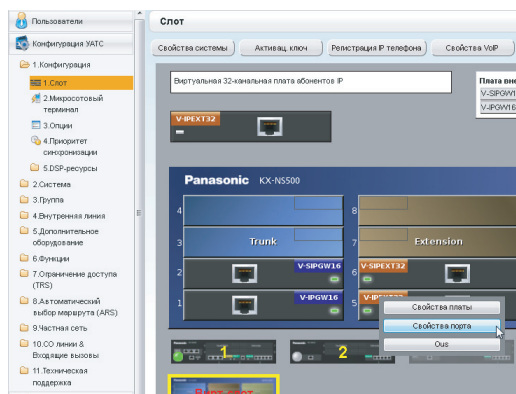 Пользователи
Конфигурация УАТС
1.Конфигурация
1.Слот
2.Микросотовый
терминал
3.Опции
4.Приоритет
синхронизации
5.DSP-ресурсы
2.Система
3.Группа
4.Внутренняя линия
5.Дополнительное
оборудование
6.Функции
7.Ограничение доступа
(TRS)
8.Автоматический
выбор маршрута (ARS)
9.Частная сеть
10.CO линии &
Входящие вызовы
11.Техническая
поддержка
Слот
Свойства системы
Активац. ключ
Регистрация IP телефона
Свойства VoIP
Виртуальная 32-канальная плата абонентов IP
Плата вне
V-SIPGW1
V-IPGW16
V-IPEXT32
Panasonic KX-NS500
4
8
3
Trunk
7
Extension
2
V-SIPGW16
6
V-SIPEXT32
1
V-IPGW16
5
Свойства платы
Свойства порта
Ous
1
2